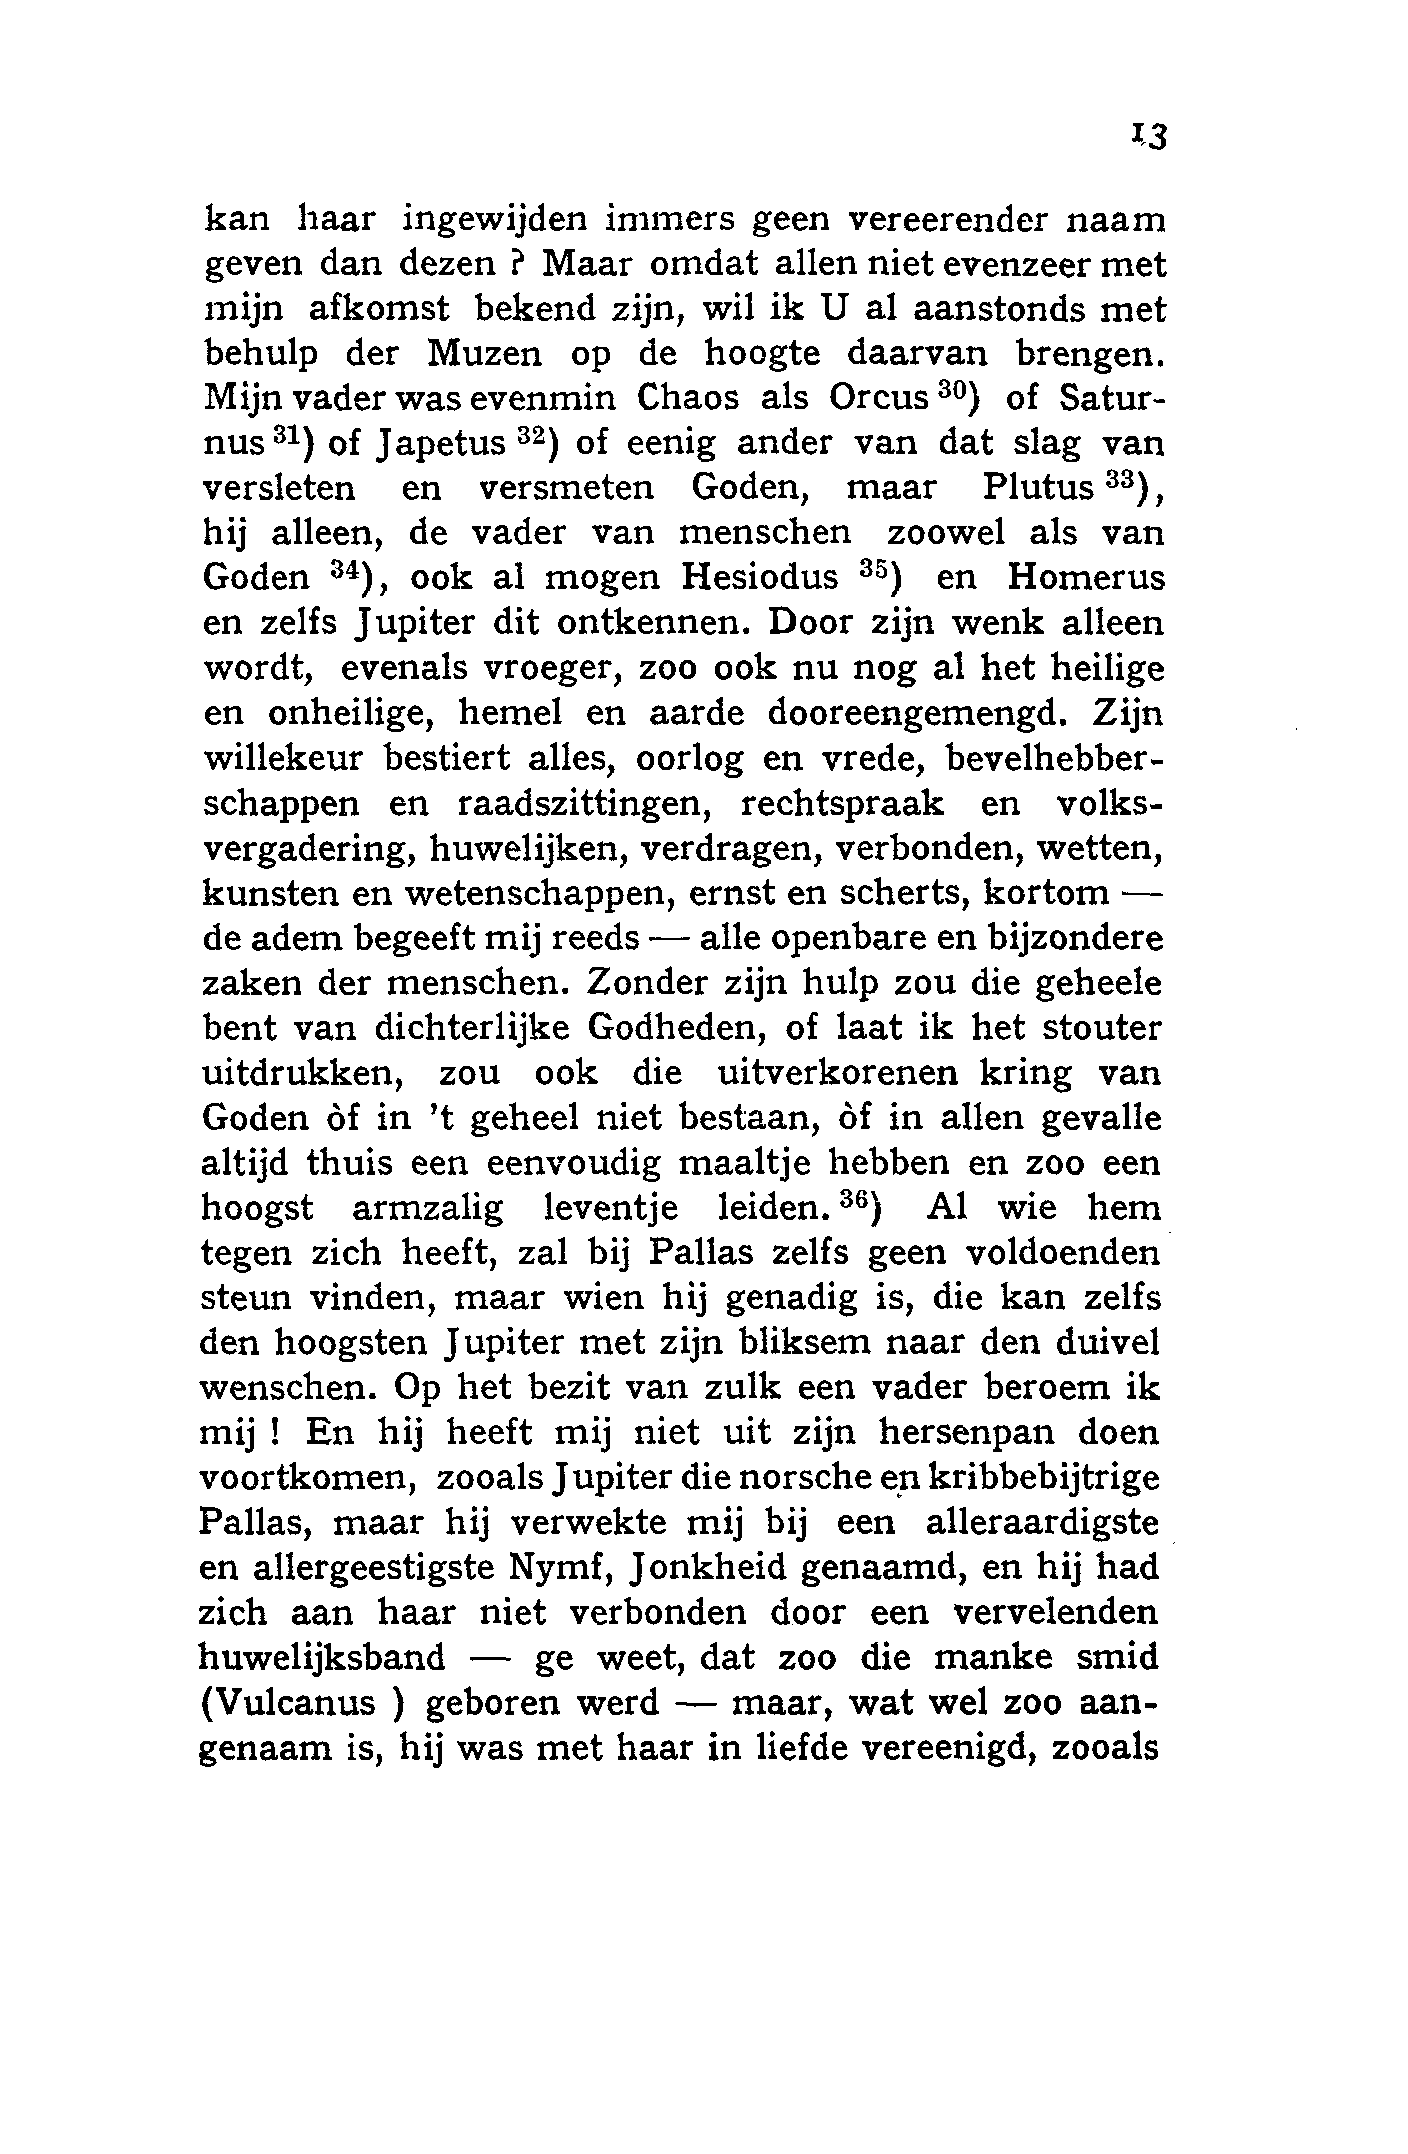 13
kan haar ingewijden immers geen vereerender naam
geven dan dezen ? Maar omdat allen niet evenzeer met
mijn afkomst bekend zijn, wil ik U al aanstonds met
behulp der Muzen op de hoogte daarvan brengen.
Mijn vader was evenmin Chaos als Orcus ³⁰) of Satur-
nus ³¹) of Japetus ³²) of eenig ander van dat slag van
versleten en versmeten Goden, maar Plutus ³³),
hij alleen, de vader van menschen zoowel als van
Goden ³⁴), ook al mogen Hesiodus ³⁵) en Homerus
en zelfs Jupiter dit ontkennen. Door zijn wenk alleen
wordt, evenals vroeger, zoo ook nu nog al het heilige
en onheilige, hemel en aarde dooreengemengd. Zijn
willekeur bestiert alles, oorlog en vrede, bevelhebber-
schappen en raadszittingen, rechtspraak en volks-
vergadering, huwelijken, verdragen, verbonden, wetten,
kunsten en wetenschappen, ernst en scherts, kortom —
de adem begeeft mij reeds — alle openbare en bijzondere
zaken der menschen. Zonder zijn hulp zou die geheele
bent van dichterlijke Godheden, of laat ik het stouter
uitdrukken, zou ook die uitverkorenen kring van
Goden òf in 't geheel niet bestaan, òf in allen gevalle
altijd thuis een eenvoudig maaltje hebben en zoo een
hoogst armzalig leventje leiden. ³⁶) Al wie hem
tegen zich heeft, zal bij Pallas zelfs geen voldoenden
steun vinden, maar wien hij genadig is, die kan zelfs
den hoogsten Jupiter met zijn bliksem naar den duivel
wenschen. Op het bezit van zulk een vader beroem ik
mij ! En hij heeft mij niet uit zijn hersenpan doen
voortkomen, zooals Jupiter die norsche en kribbebijtrige
Pallas, maar hij verwekte mij bij een alleraardigste
en allergeestigste Nymf, Jonkheid genaamd, en hij had
zich aan haar niet verbonden door een vervelenden
huwelijksband — ge weet, dat zoo die manke smid
(Vulcanus ) geboren werd — maar, wat wel zoo aan-
genaam is, hij was met haar in liefde vereenigd, zooals